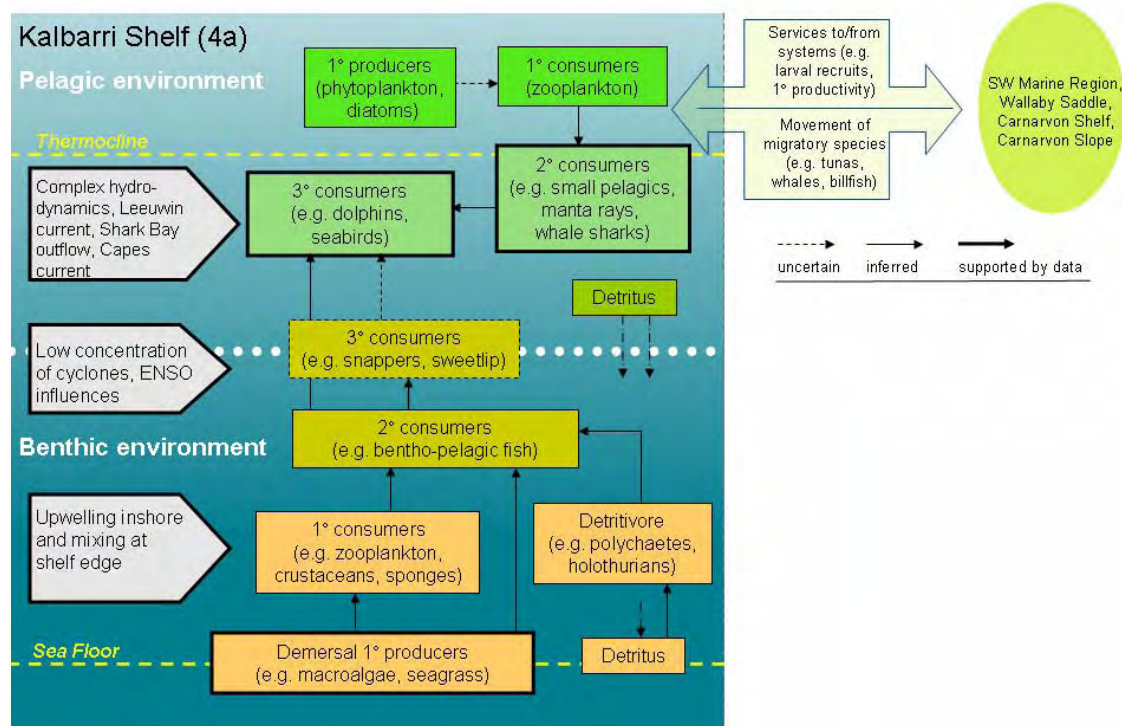 Kalbarri Shelf (4a)
Pelagic environment
1° producers
(phytoplankton,
diatoms)
1° consumers
(zooplankton)
Services to/from
systems (e.g.
larval recruits,
1° productivity)
Movement of
migratory species
(e.g. tunas,
whales, billfish)
SW Marine Region,
Wallaby Saddle,
Carnarvon Shelf,
Carnarvon Slope
Thermocline
Complex hydro-
dynamics, Leeuwin
current, Shark Bay
outflow, Capes
current
3° consumers
(e.g. dolphins,
seabirds)
2° consumers
(e.g. small pelagics,
manta rays,
whale sharks)
uncertain
inferred
supported by data
Detritus
Low concentration
of cyclones, ENSO
influences
3° consumers
(e.g. snappers, sweetlip)
Benthic environment
2° consumers
(e.g. bentho-pelagic fish)
Upwelling inshore
and mixing at
shelf edge
1° consumers
(e.g. zooplankton,
crustaceans, sponges)
Detritivore
(e.g. polychaetes,
holothurians)
Sea Floor
Demersal 1° producers
(e.g. macroalgae, seagrass)
Detritus